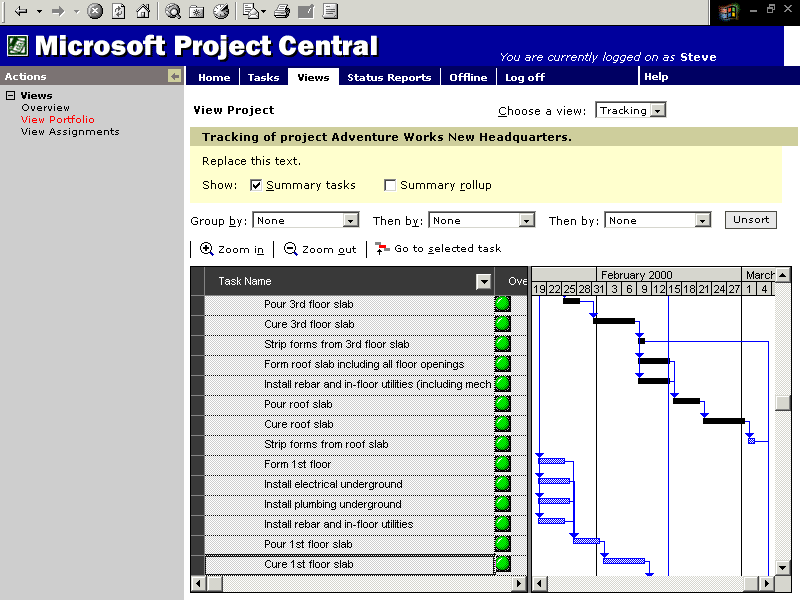 Microsoft Project Central
You are currently logged on as Steve
Actions
Home Tasks Views Status Reports Offline Log off Help
Views
Overview
View Portfolio
View Assignments
View Project
Choose a view: Tracking
Tracking of project Adventure Works New Headquarters.
Replace this text.
Show: Summary tasks Summary rollup
Group by: None Then by: None Then by: None Unsort
Zoom in Zoom out Go to selected task
Task Name Ove
February 2000 March
19 22 25 28 31 3 6 9 12 15 18 21 24 27 1 4
Pour 3rd floor slab
Cure 3rd floor slab
Strip forms from 3rd floor slab
Form roof slab including all floor openings
Install rebar and in-floor utilities (including mech
Pour roof slab
Cure roof slab
Strip forms from roof slab
Form 1st floor
Install electrical underground
Install plumbing underground
Install rebar and in-floor utilities
Pour 1st floor slab
Cure 1st floor slab